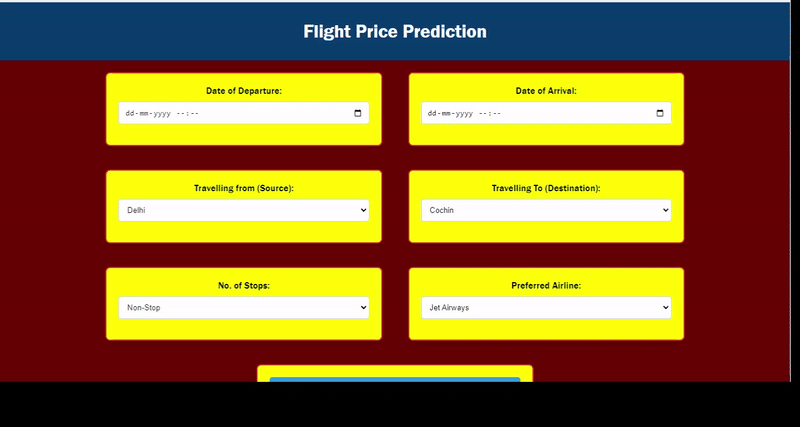 Flight Price Prediction
Date of Departure:
Date of Arrival:
dd-mm-yyyy --:--
dd-mm-yyyy --:--
Travelling from (Source):
Travelling To (Destination):
Delhi
Cochin
No. of Stops:
Preferred Airline:
Non-Stop
Jet Airways